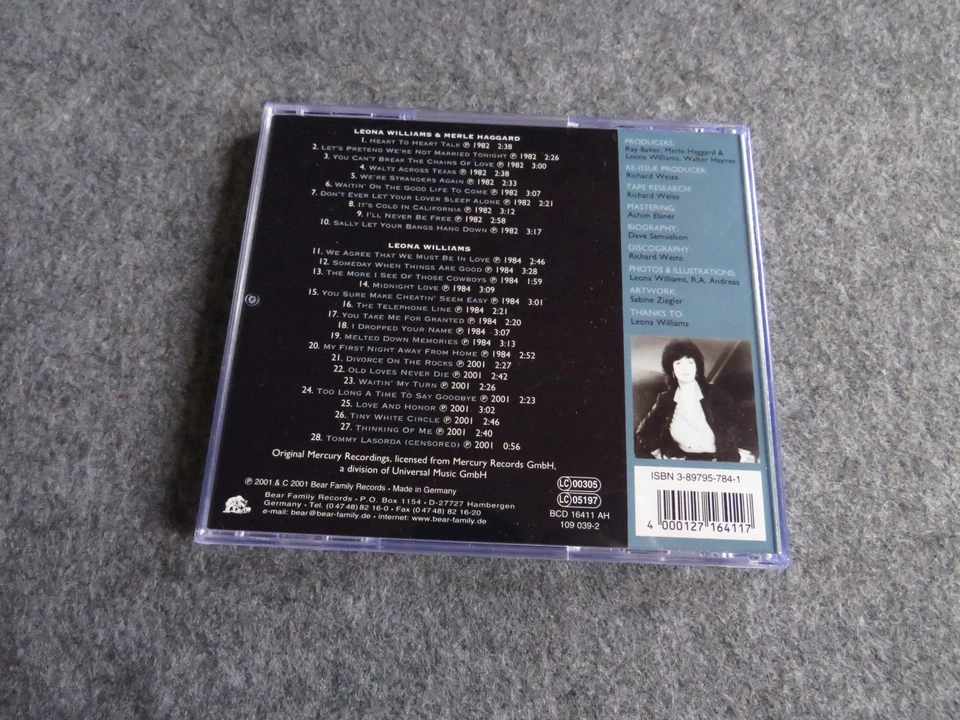 LEONA WILLIAMS & MERLE HAGGARD
1. HEART TO HEART TALK ℗ 1982 2:38
2. LET'S PRETEND WE'RE NOT MARRIED TONIGHT ℗ 1982 2:26
3. YOU CAN'T BREAK THE CHAINS OF LOVE ℗ 1982 3:00
4. WALTZ ACROSS TEXAS ℗ 1982 2:38
5. WE'RE STRANGERS AGAIN ℗ 1982 2:33
6. WAITIN' ON THE GOOD LIFE TO COME ℗ 1982 3:07
7. DON'T EVER LET YOUR LOVER SLEEP ALONE ℗ 1982 2:21
8. IT'S COLD IN CALIFORNIA ℗ 1982 3:12
9. I'LL NEVER BE FREE ℗ 1982 2:58
10. SALLY LET YOUR BANGS HANG DOWN ℗ 1982 3:17
LEONA WILLIAMS
11. WE AGREE THAT WE MUST BE IN LOVE ℗ 1984 2:46
12. SOMEDAY WHEN THINGS ARE GOOD ℗ 1984 3:28
13. THE MORE I SEE OF THOSE COWBOYS ℗ 1984 1:59
14. MIDNIGHT LOVE ℗ 1984 3:09
15. YOU SURE MAKE CHEATIN' SEEM EASY ℗ 1984 3:01
16. THE TELEPHONE LINE ℗ 1984 2:21
17. YOU TAKE ME FOR GRANTED ℗ 1984 2:20
18. I DROPPED YOUR NAME ℗ 1984 3:07
19. MELTED DOWN MEMORIES ℗ 1984 3:13
20. MY FIRST NIGHT AWAY FROM HOME ℗ 1984 2:52
21. DIVORCE ON THE ROCKS ℗ 2001 2:27
22. OLD LOVES NEVER DIE ℗ 2001 2:42
23. WAITIN' MY TURN ℗ 2001 2:26
24. TOO LONG A TIME TO SAY GOODBYE ℗ 2001 2:23
25. LOVE AND HONOR ℗ 2001 3:02
26. TINY WHITE CIRCLE ℗ 2001 2:46
27. THINKING OF ME ℗ 2001 2:40
28. TOMMY LASORDA (CENSORED) ℗ 2001 0:56
Original Mercury Recordings, licensed from Mercury Records GmbH,
a division of Universal Music GmbH
℗ 2001 & C 2001 Bear Family Records • Made in Germany
Bear Family Records • P.O. Box 1154 • D-27727 Hambergen
Germany • Tel (04748) 82 16-0 • Fax (04748) 82 16-20
e-mail: bear@bear-family.de • internet: www.bear-family.de
LC 00305
LC 05197
BCD 16411 AH
109 039-2
PRODUCERS:
Ray Baker, Merle Haggard &
Leona Williams, Walter Haynes
RE-ISSUE PRODUCER:
Richard Weize
TAPE RESEARCH:
Richard Weize
MASTERING:
Achim Elsner
BIOGRAPHY:
Dave Samuelson
DISCOGRAPHY:
Richard Weize
PHOTOS & ILLUSTRATIONS:
Leona Williams, R.A. Andreas
ARTWORK:
Sabine Ziegler
THANKS TO:
Leona Williams
ISBN 3-89795-784-1
4 000127 164117